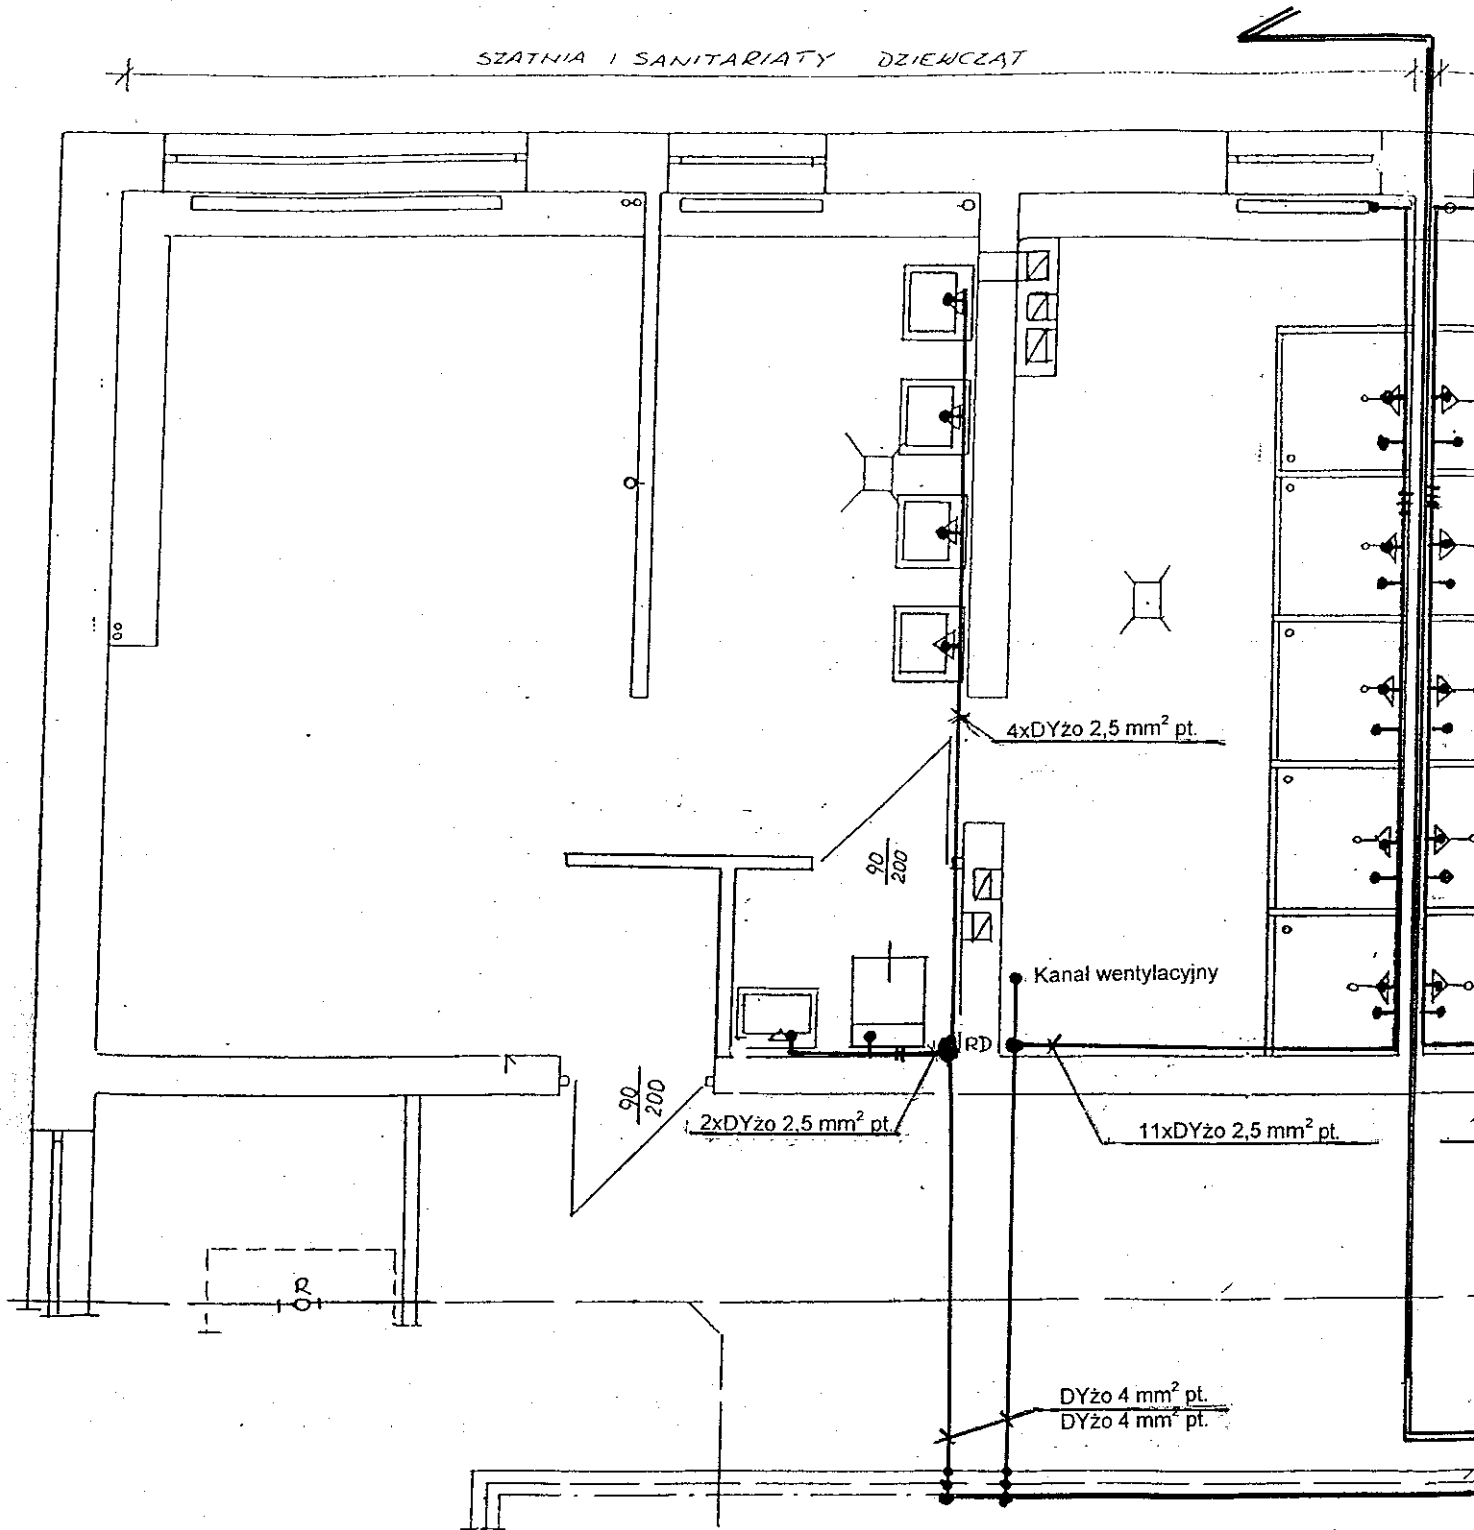 SZATNIA I SANITARIATY DZIEWCZĄT
4xDYżo 2,5 mm² pt.
90
200
Kanał wentylacyjny
RD
90
200
2xDYżo 2,5 mm² pt.
11xDYżo 2,5 mm² pt.
R
DYżo 4 mm² pt.
DYżo 4 mm² pt.